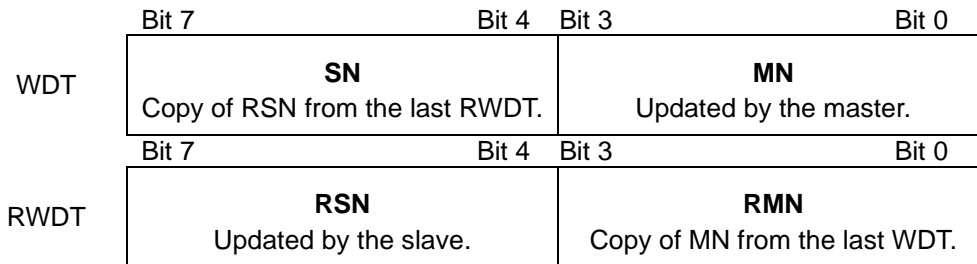 Bit 7 Bit 4 Bit 3 Bit 0
WDT
SN
Copy of RSN from the last RWDT.
MN
Updated by the master.
Bit 7 Bit 4 Bit 3 Bit 0
RWDT
RSN
Updated by the slave.
RMN
Copy of MN from the last WDT.